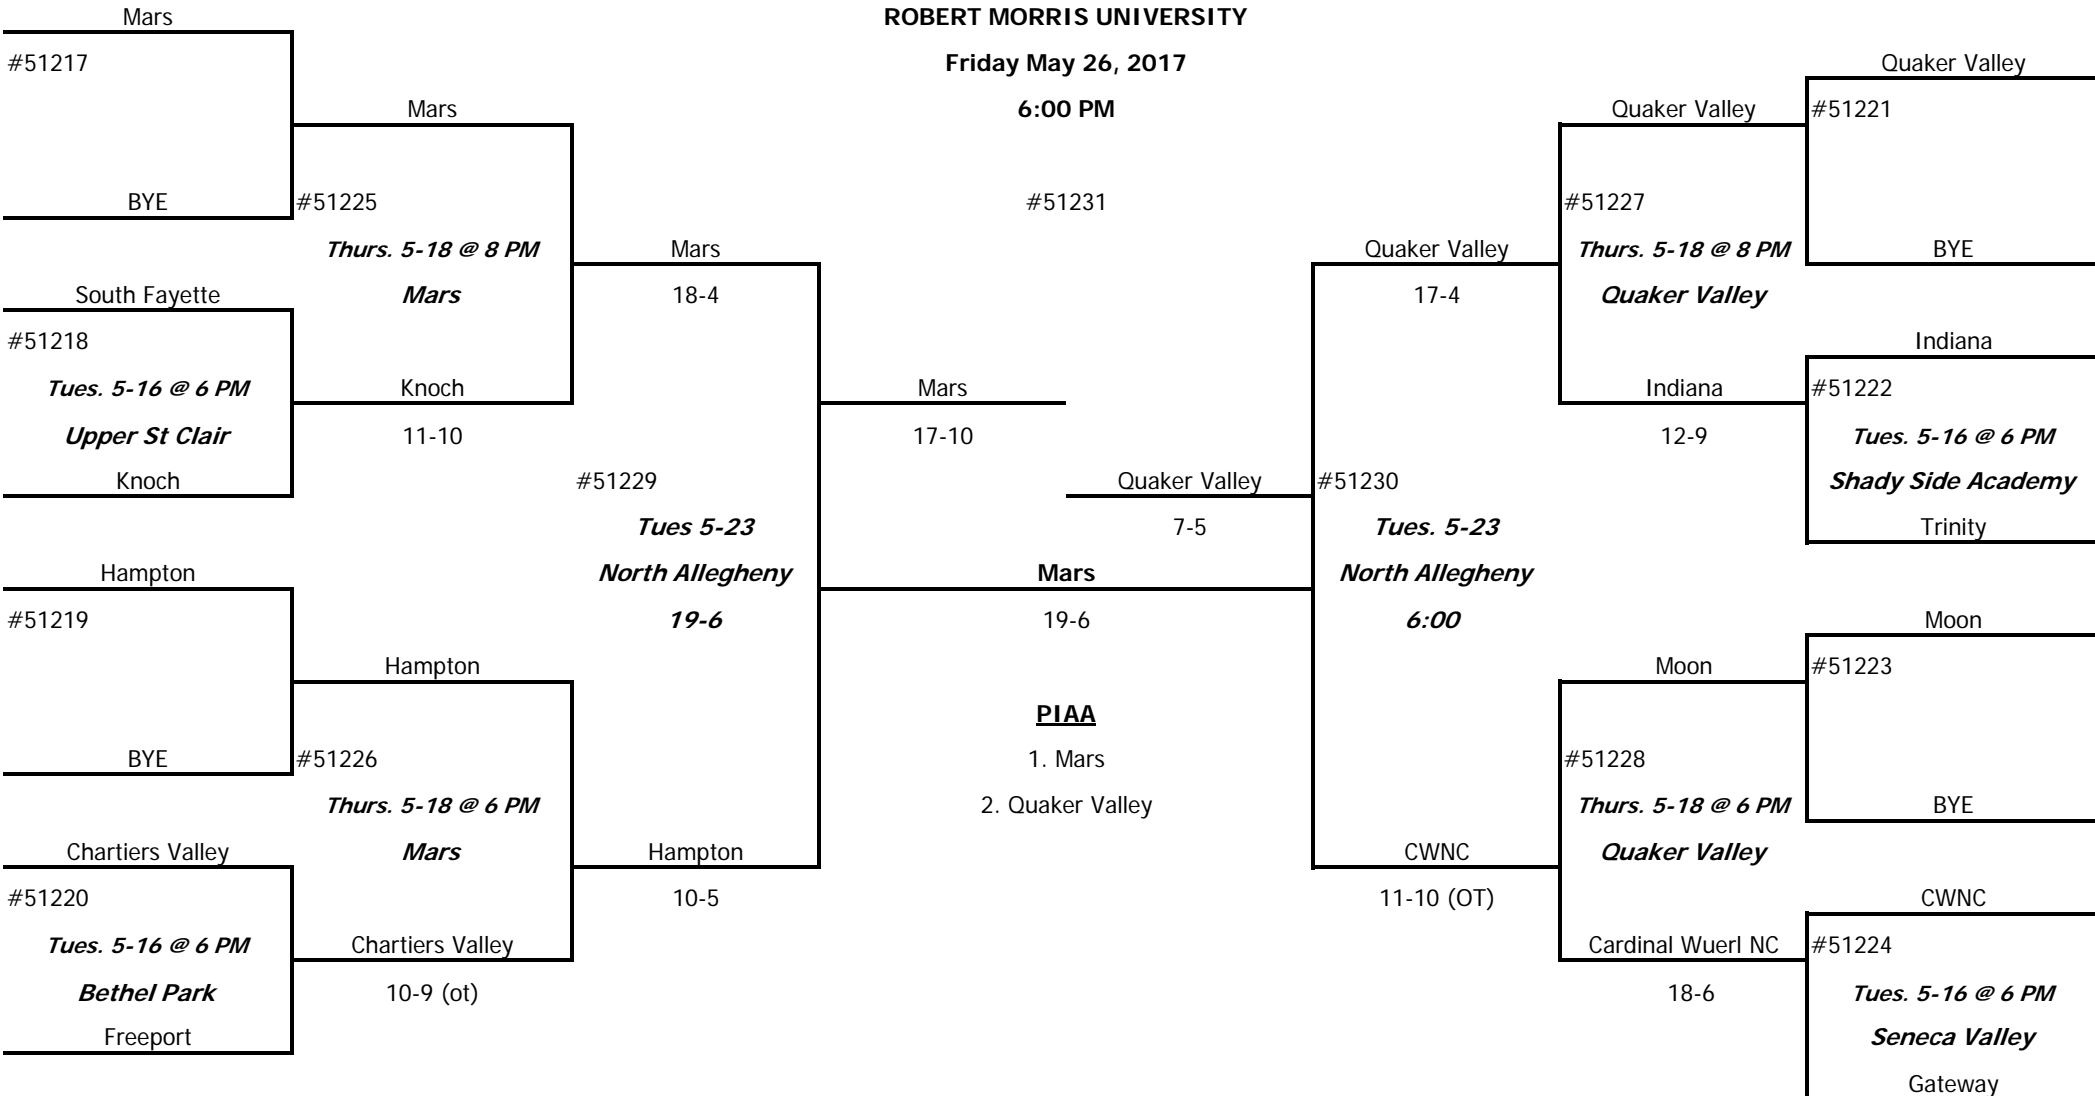 Mars
ROBERT MORRIS UNIVERSITY
#51217
Friday May 26, 2017
Quaker Valley
Mars
6:00 PM
Quaker Valley
#51221
BYE
#51225
#51231
#51227
Thurs. 5-18 @ 8 PM
Mars
Quaker Valley
Thurs. 5-18 @ 8 PM
BYE
South Fayette
Mars
18-4
17-4
Quaker Valley
#51218
Indiana
Tues. 5-16 @ 6 PM
Knoch
Mars
Indiana
#51222
Upper St Clair
11-10
17-10
12-9
Tues. 5-16 @ 6 PM
Knoch
#51229
Quaker Valley
#51230
Shady Side Academy
Tues 5-23
7-5
Tues. 5-23
Trinity
Hampton
North Allegheny
Mars
North Allegheny
#51219
19-6
19-6
6:00
Moon
Hampton
Moon
#51223
PIAA
BYE
#51226
1. Mars
#51228
Thurs. 5-18 @ 6 PM
2. Quaker Valley
Thurs. 5-18 @ 6 PM
BYE
Chartiers Valley
Mars
Hampton
CWNC
Quaker Valley
#51220
10-5
11-10 (OT)
CWNC
Tues. 5-16 @ 6 PM
Chartiers Valley
Cardinal Wuerl NC
#51224
Bethel Park
10-9 (ot)
18-6
Tues. 5-16 @ 6 PM
Freeport
Seneca Valley
Gateway